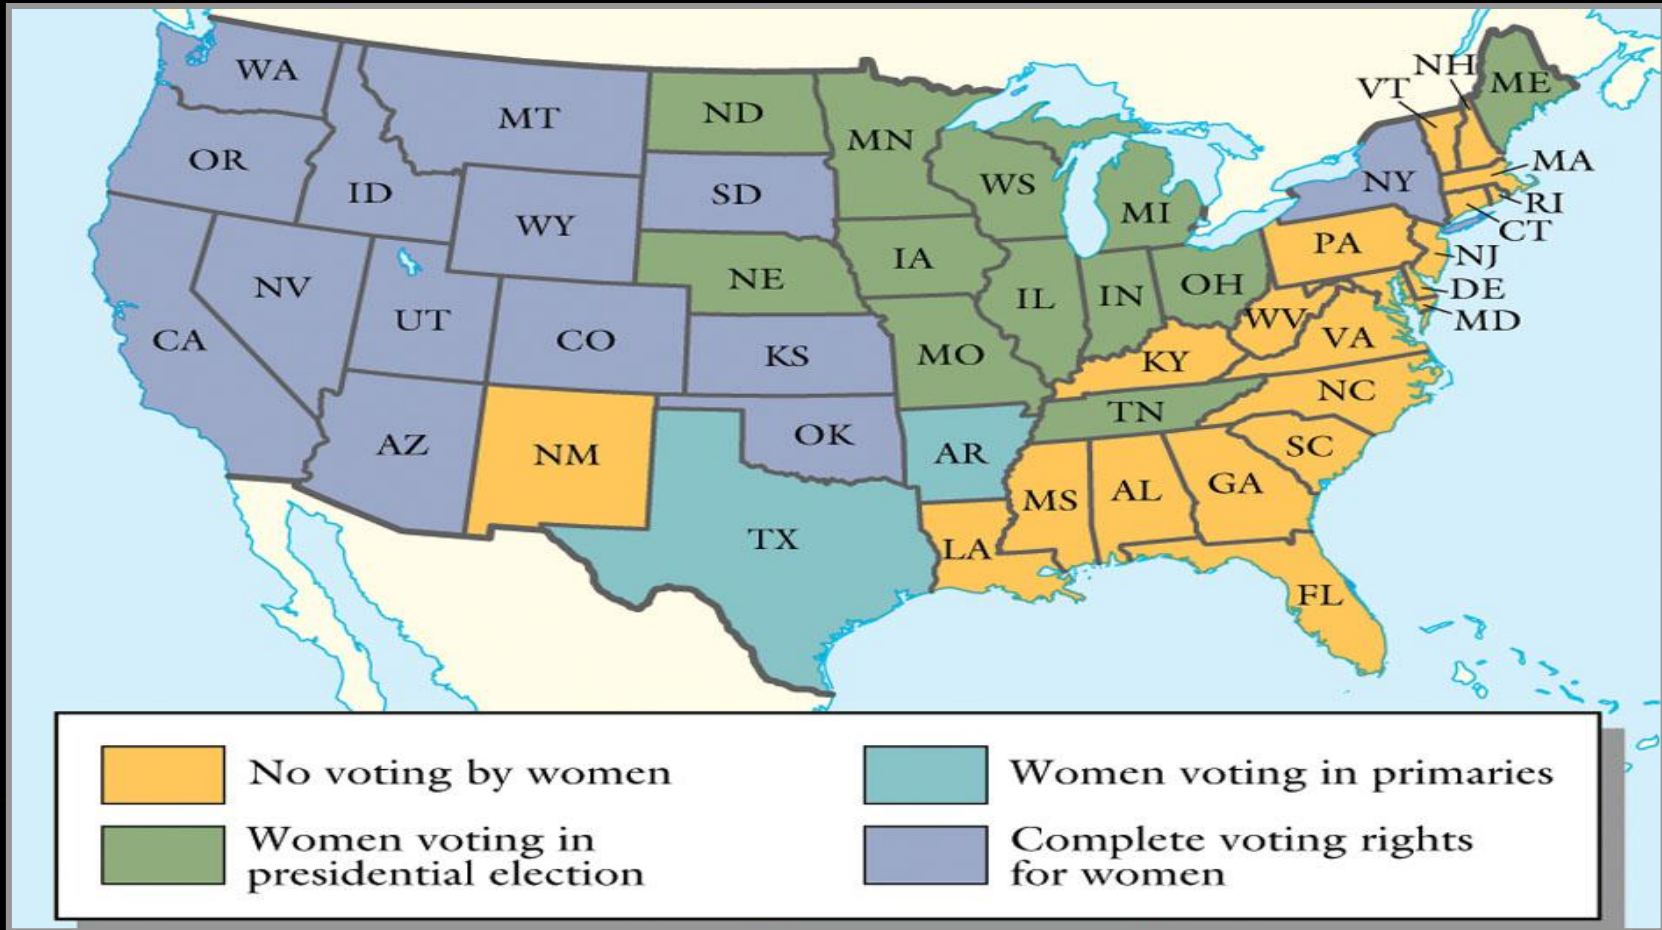 WA
MT
ND
MN
VT
NH
ME
OR
ID
WY
SD
WS
MI
NY
MA
RI
CT
NV
UT
CO
NE
IA
IL
IN
OH
PA
NJ
DE
MD
CA
KS
MO
KY
WV
VA
AZ
NM
OK
AR
TN
NC
SC
TX
LA
MS
AL
GA
FL
No voting by women
Women voting in
presidential election
Women voting in primaries
Complete voting rights
for women